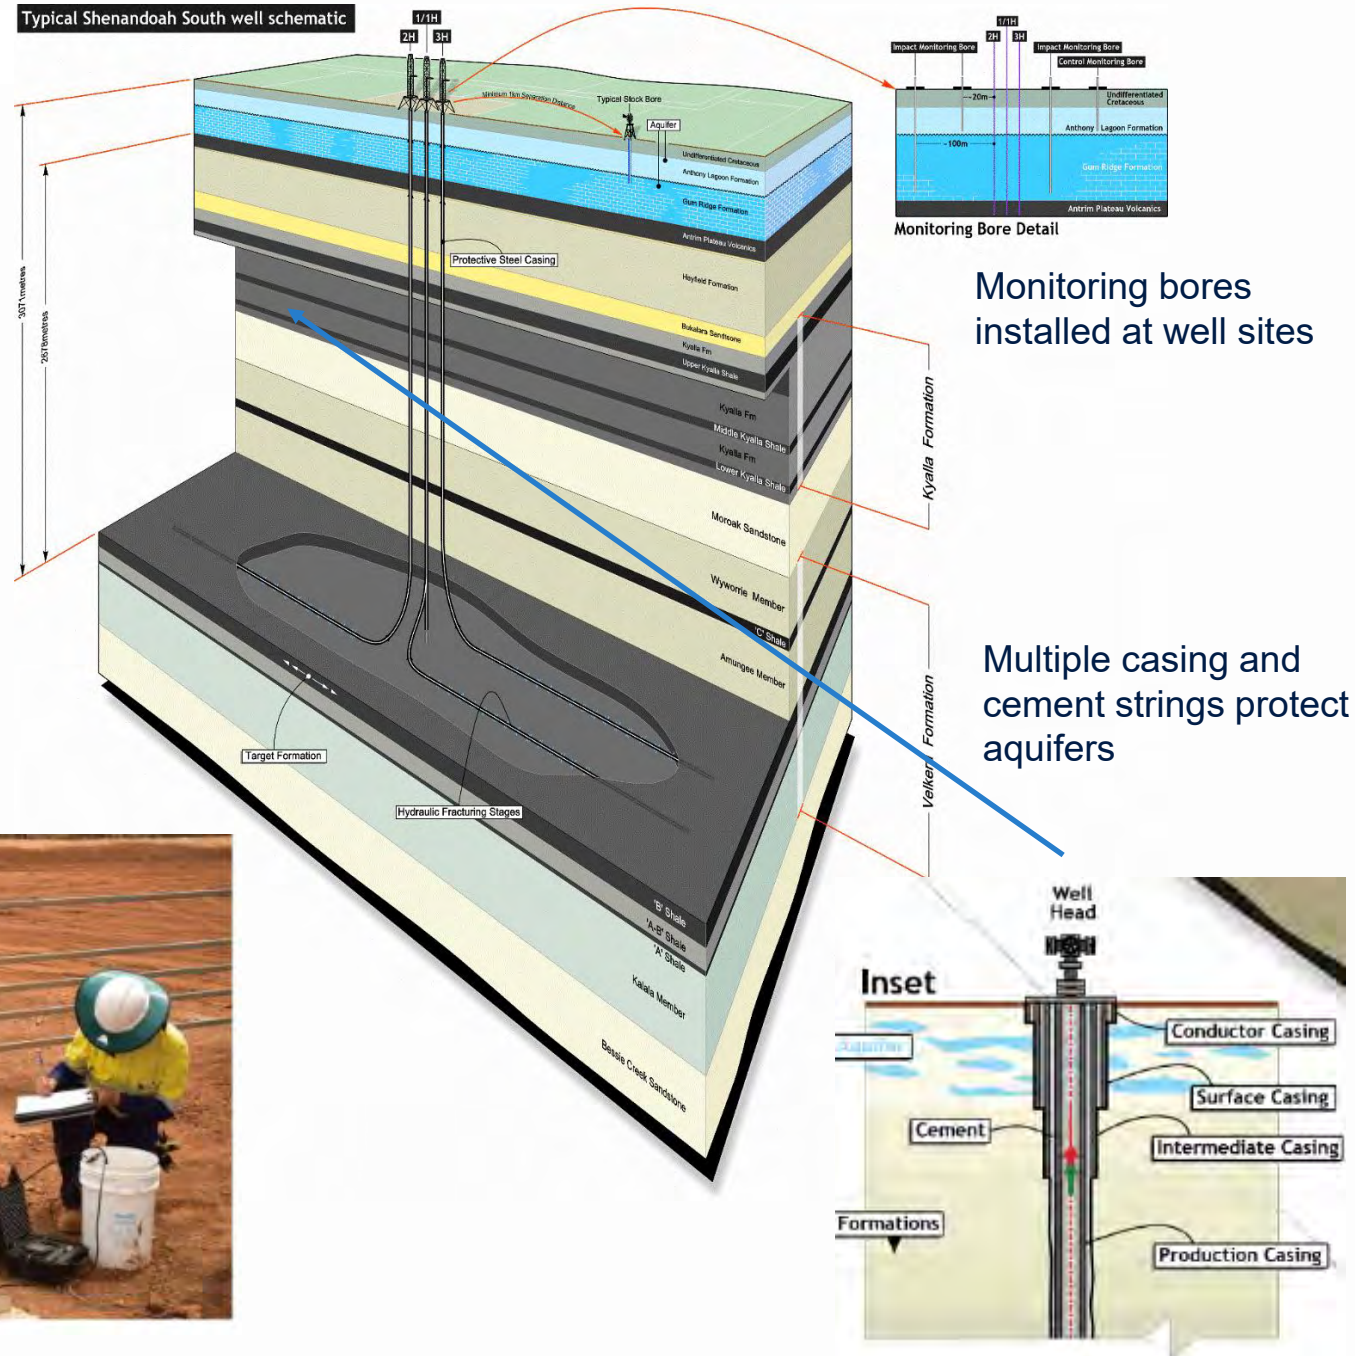 Typical Shenandoah South well schematic
1/1H
2H
3H
Minimum 1km Separation Distance
Typical Stock Bore
Aquifer
Undifferentiated Cretaceous
Anthony Lagoon Formation
Gum Ridge Formation
Antrim Plateau Volcanics
Protective Steel Casing
Hayfield Formation
Bukalara Sandtsone
Kyalla Fm
Upper Kyalla Shale
Kyalla Fm
Middle Kyalla Shale
Kyalla Fm
Lower Kyalla Shale
Moroak Sandstone
Wyworrie Member
'C' Shale
Amungee Member
'B' Shale
'A-B' Shale
'A' Shale
Kalala Member
Bessie Creek Sandstone
3071metres
2678metres
Target Formation
Hydraulic Fracturing Stages
Kyalla Formation
Velkerri Formation
1/1H
2H
3H
Impact Monitoring Bore
Impact Monitoring Bore
Control Monitoring Bore
~20m
~100m
Undifferentiated
Cretaceous
Anthony Lagoon Formation
Gum Ridge Formation
Antrim Plateau Volcanics
Monitoring Bore Detail
Monitoring bores
installed at well sites
Multiple casing and
cement strings protect
aquifers
Well
Head
Inset
Conductor Casing
Surface Casing
Cement
Intermediate Casing
Formations
Production Casing